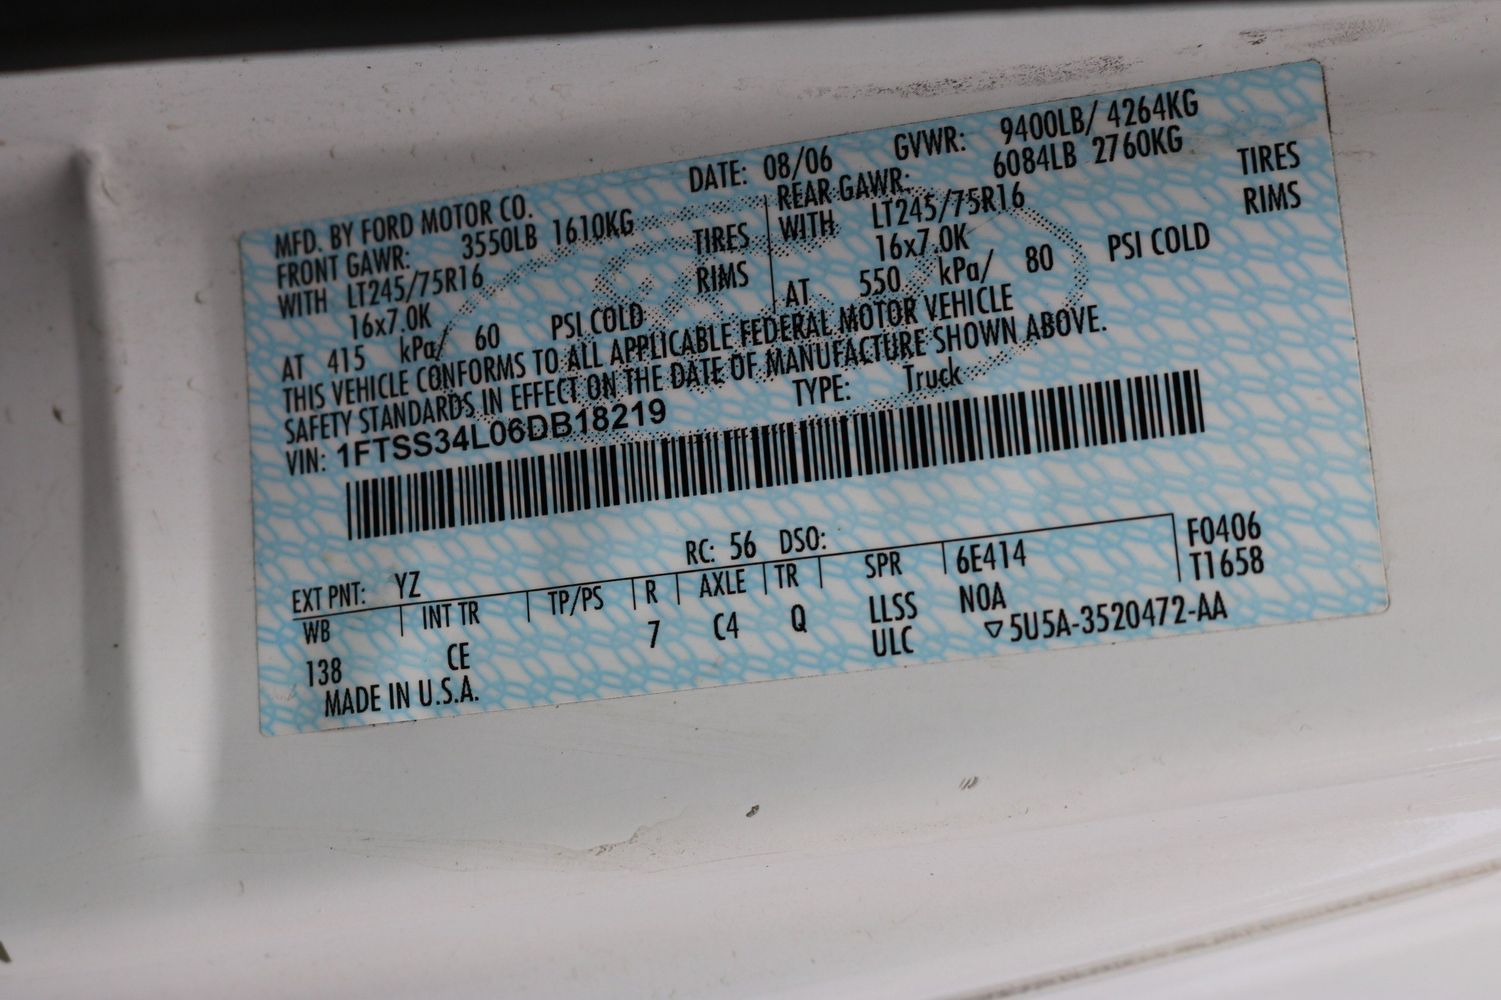 MFD. BY FORD MOTOR CO. DATE: 08/06 GVWR: 9400LB/ 4264KG
FRONT GAWR: 3550LB 1610KG REAR GAWR: 6084LB 2760KG
WITH LT245/75R16 TIRES WITH LT245/75R16 TIRES
16x7.0K RIMS 16x7.0K RIMS
AT 415 kPa/ 60 PSI COLD AT 550 kPa/ 80 PSI COLD
THIS VEHICLE CONFORMS TO ALL APPLICABLE FEDERAL MOTOR VEHICLE
SAFETY STANDARDS IN EFFECT ON THE DATE OF MANUFACTURE SHOWN ABOVE.
VIN: 1FTSS34L06DB18219 TYPE: Truck
EXT PNT: YZ RC: 56 DSO: F0406
WB INT TR TP/PS R AXLE TR SPR 6E414 T1658
138 CE 7 C4 Q LLSS NOA
MADE IN U.S.A. ULC ▽5U5A-3520472-AA